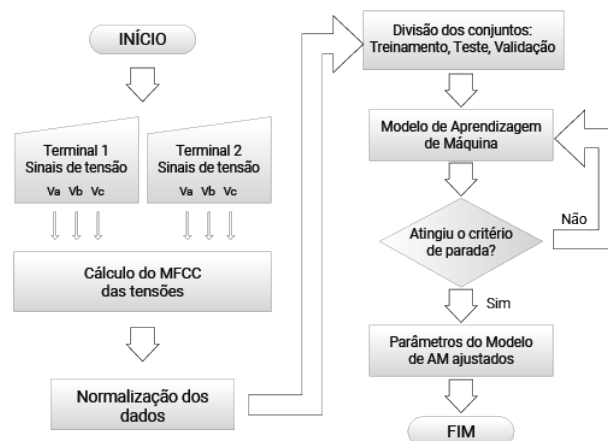 INÍCIO
Terminal 1
Sinais de tensão
Va Vb Vc
Terminal 2
Sinais de tensão
Va Vb Vc
Cálculo do MFCC
das tensões
Normalização dos
dados
Divisão dos conjuntos:
Treinamento, Teste, Validação
Modelo de Aprendizagem
de Máquina
Atingiu o critério
de parada?
Não
Sim
Parâmetros do Modelo
de AM ajustados
FIM